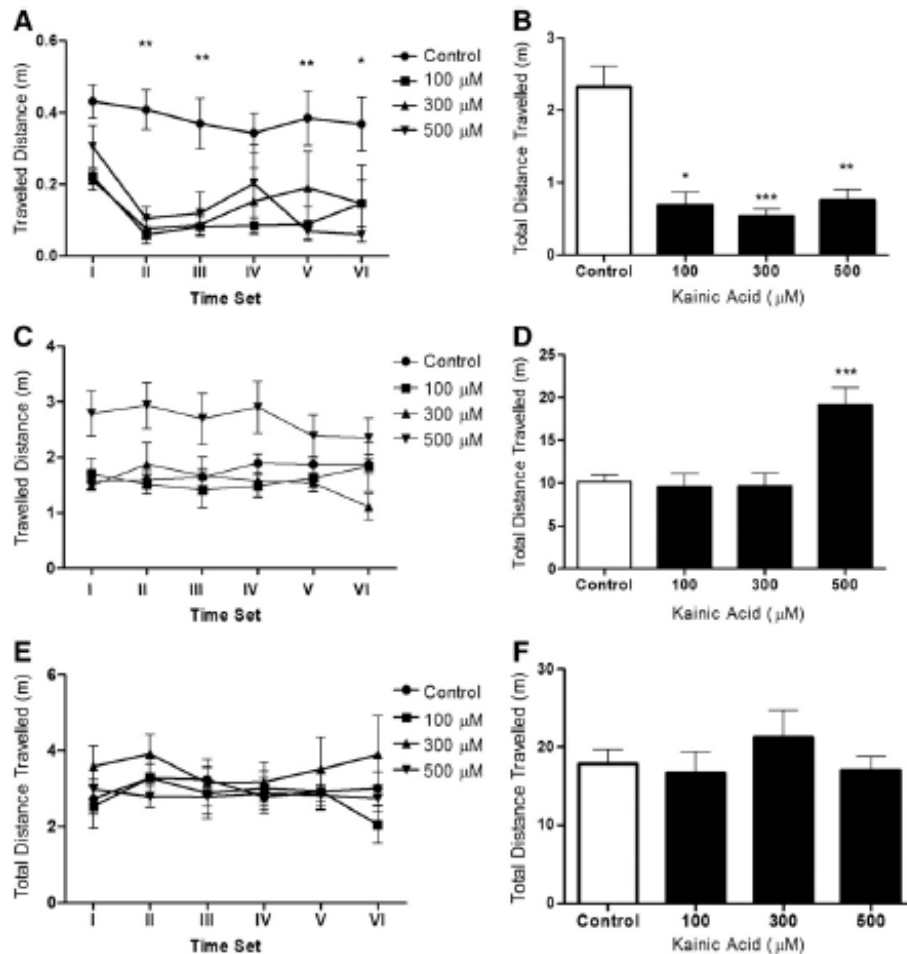 A
Travelled Distance (m)
0.6
0.4
0.2
0.0
**
**
**
*
I II III IV V VI
Time Set
Control
100 μM
300 μM
500 μM
B
Total Distance Travelled (m)
3
2
1
0
*
***
**
Control 100 300 500
Kainic Acid (μM)
C
Travelled Distance (m)
4
3
2
1
0
I II III IV V VI
Time Set
Control
100 μM
300 μM
500 μM
D
Total Distance Travelled (m)
25
20
15
10
5
0
***
Control 100 300 500
Kainic Acid (μM)
E
Total Distance Travelled (m)
6
4
2
0
I II III IV V VI
Time Set
Control
100 μM
300 μM
500 μM
F
Total Distance Travelled (m)
30
20
10
0
Control 100 300 500
Kainic Acid (μM)